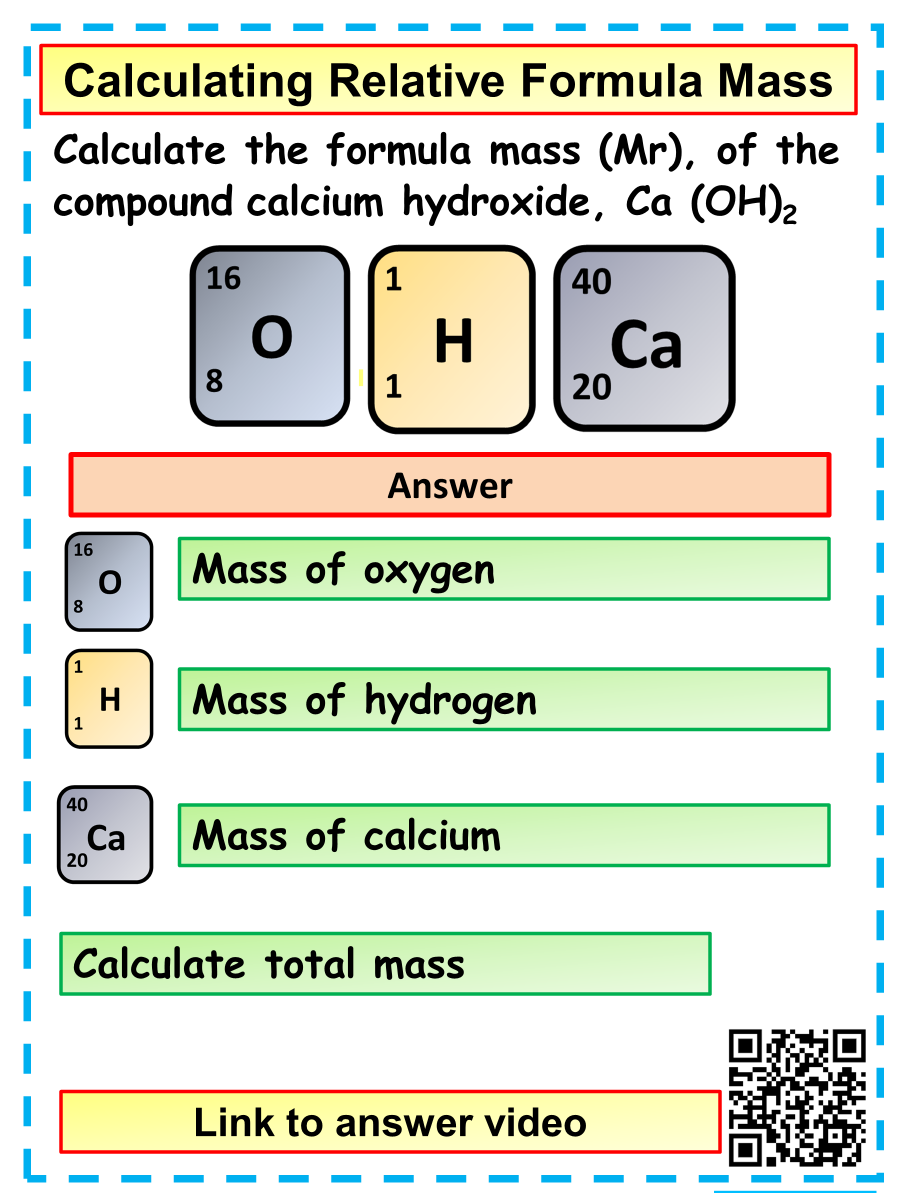 Calculating Relative Formula Mass
Calculate the formula mass (Mr), of the
compound calcium hydroxide, Ca (OH)₂
16
O
8
1
H
1
40
Ca
20
Answer
16
O
8
Mass of oxygen
1
H
1
Mass of hydrogen
40
Ca
20
Mass of calcium
Calculate total mass
Link to answer video